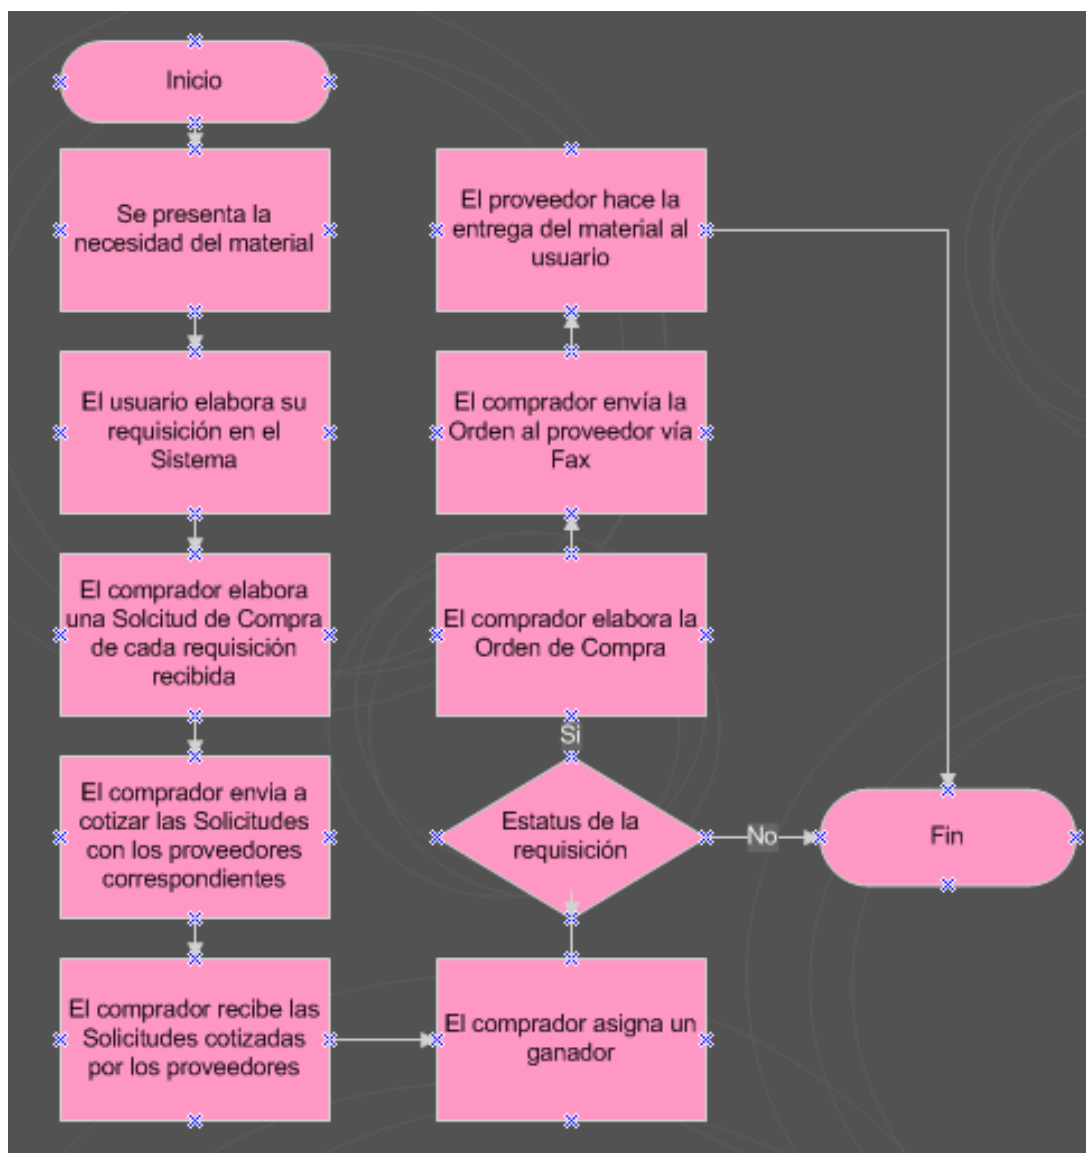 Inicio
Se presenta la
necesidad del material
El usuario elabora su
requisición en el
Sistema
El comprador elabora
una Solcitud de Compra
de cada requisición
recibida
El comprador envia a
cotizar las Solicitudes
con los proveedores
correspondientes
El comprador recibe las
Solicitudes cotizadas
por los proveedores
El comprador asigna un
ganador
Estatus de la
requisición
Si
No
El comprador elabora la
Orden de Compra
El comprador envía la
Orden al proveedor vía
Fax
El proveedor hace la
entrega del material al
usuario
Fin